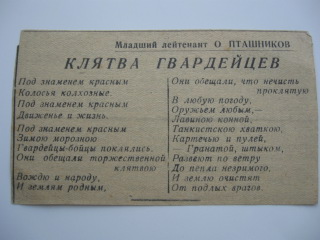 Младший лейтенант О ПТАШНИКОВ
КЛЯТВА ГВАРДЕЙЦЕВ
Под знаменем красным
Колосья колхозные.
Под знаменем красным
Движенье и жизнь.
Под знаменем красным
Зимою морозною
Гвардейцы-бойцы поклялись.
Они обещали торжественной
клятвою
Вождю и народу,
И землям родным,
Они обещали, что нечисть
проклятую
В любую погоду,
Оружьем любым,—
Лавиною конной,
Танкистскою хваткою,
Картечью и пулей,
— Гранатой, штыком,
Развеют по ветру
До пепла незримого,
И землю очистят
От подлых врагов.